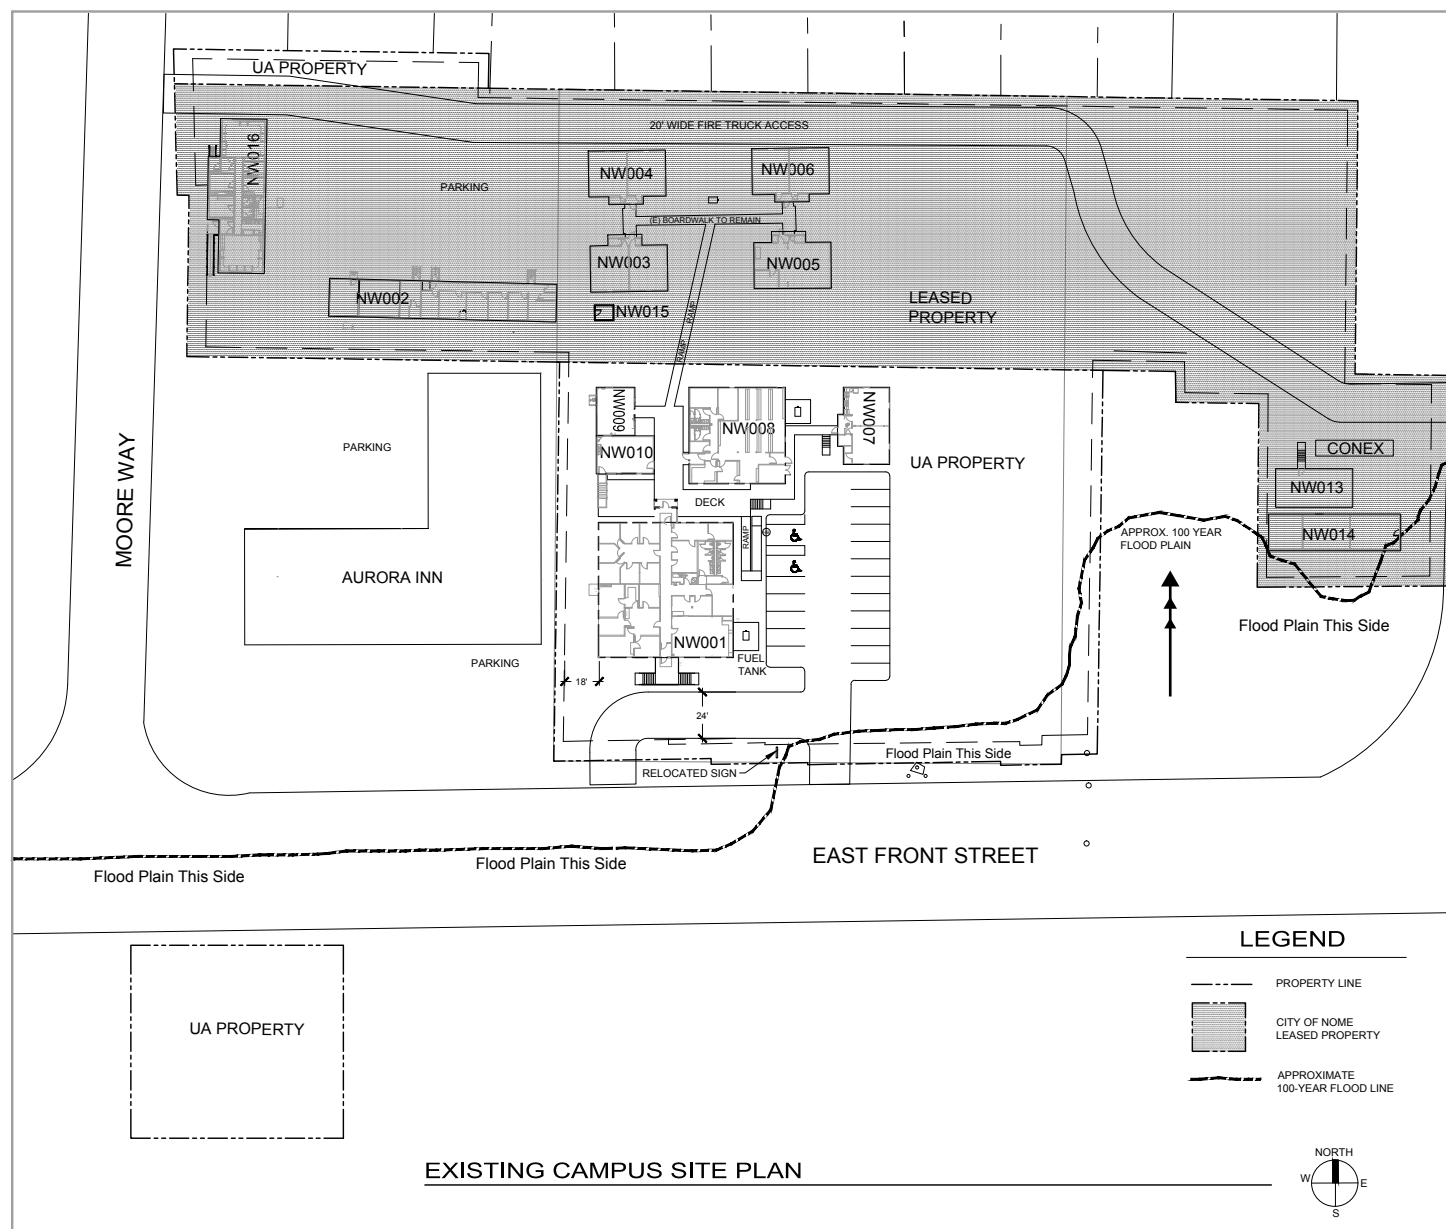 UA PROPERTY
20' WIDE FIRE TRUCK ACCESS
NW016
PARKING
NW004
NW006
(E) BOARDWALK TO REMAIN
NW003
NW005
NW002
NW015
RAMP
RAMP
LEASED
PROPERTY
MOORE WAY
PARKING
NW009
NW010
NW008
NW007
UA PROPERTY
DECK
RAMP
CONEX
NW013
NW014
APPROX. 100 YEAR
FLOOD PLAIN
AURORA INN
Flood Plain This Side
NW001
FUEL
TANK
PARKING
18'
24'
RELOCATED SIGN
Flood Plain This Side
EAST FRONT STREET
Flood Plain This Side
Flood Plain This Side
UA PROPERTY
LEGEND
PROPERTY LINE
CITY OF NOME
LEASED PROPERTY
APPROXIMATE
100-YEAR FLOOD LINE
EXISTING CAMPUS SITE PLAN
NORTH
W
E
S